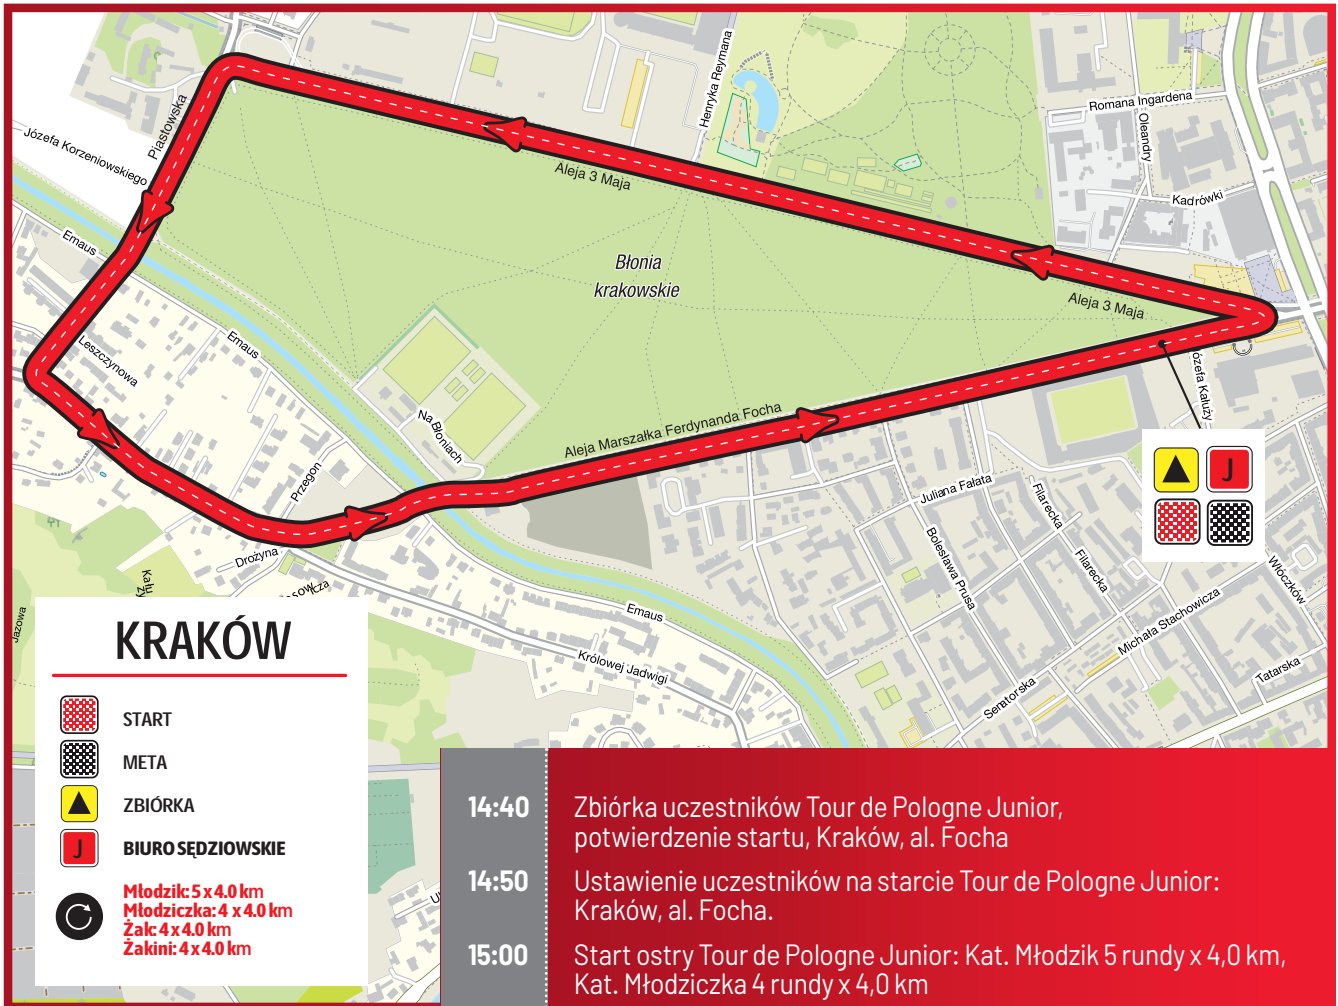 Henryka Reymana
Romana Ingardena
Oleandry
Kadrówki
Piastowska
Józefa Korzeniowskiego
Aleja 3 Maja
Błonia
krakowskie
Aleja 3 Maja
Emaus
Emaus
Leszczynowa
Józefa Kałuży
Na Błoniach
Aleja Marszałka Ferdynanda Focha
Przegon
Juliana Fałata
Filarecka
Filarecka
Bolesława Prusa
J
Drożyna
Włóczków
Emaus
Michała Stachowicza
Królowej Jadwigi
Tatarska
Senatorska
Jazowa
KRAKÓW
START
META
ZBIÓRKA
J BIURO SĘDZIOWSKIE
Młodzik: 5 x 4.0 km
Młodziczka: 4 x 4.0 km
Żak: 4 x 4.0 km
Żakini: 4 x 4.0 km
14:40 Zbiórka uczestników Tour de Pologne Junior,
potwierdzenie startu, Kraków, al. Focha
14:50 Ustawienie uczestników na starcie Tour de Pologne Junior:
Kraków, al. Focha.
15:00 Start ostry Tour de Pologne Junior: Kat. Młodzik 5 rundy x 4,0 km,
Kat. Młodziczka 4 rundy x 4,0 km